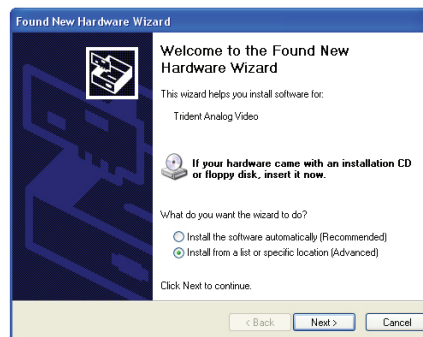 Found New Hardware Wizard
Welcome to the Found New
Hardware Wizard
This wizard helps you install software for:
Trident Analog Video
If your hardware came with an installation CD
or floppy disk, insert it now.
What do you want the wizard to do?
Install the software automatically (Recommended)
Install from a list or specific location (Advanced)
Click Next to continue.
< Back Next > Cancel